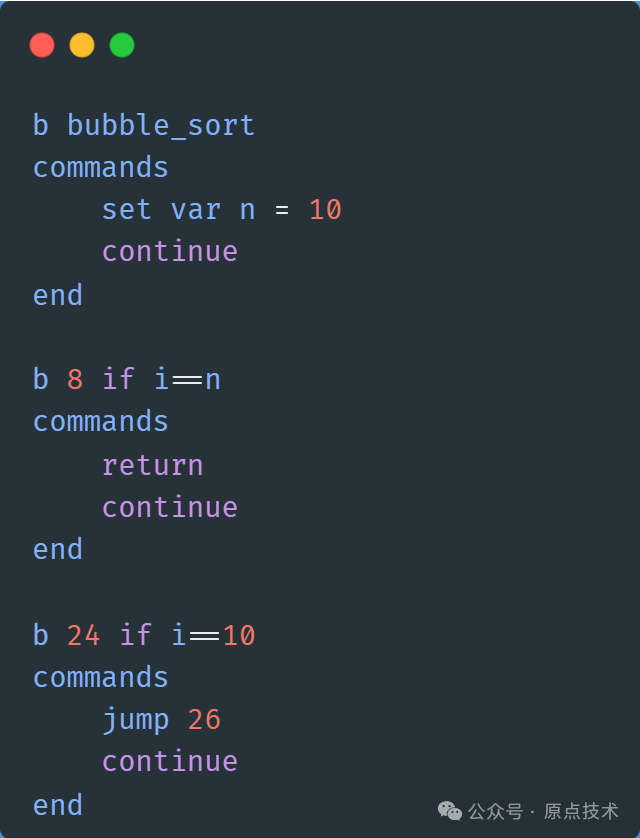 b bubble_sort
commands
    set var n = 10
    continue
end
b 8 if i==n
commands
    return
    continue
end
b 24 if i==10
commands
    jump 26
    continue
end
公众号 · 原点技术